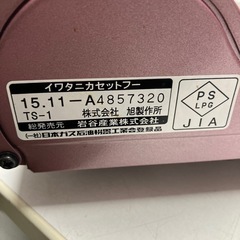 イワタニカセットフー
15.11-A4857320
TS-1 株式会社 旭製作所
総発売元 岩谷産業株式会社
(一社)日本ガス石油機器工業会登録品
PS
LPG
JIA